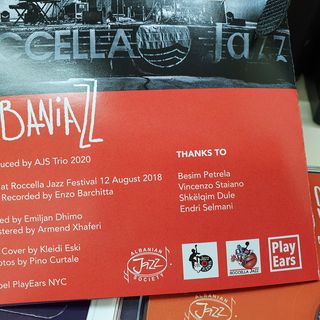 CCELLA Jazz
BANIAZZ
uced by AJS Trio 2020
at Roccella Jazz Festival 12 August 2018
Recorded by Enzo Barchitta
ed by Emiljan Dhimo
stered by Armend Xhaferi
Cover by Kleidi Eski
otos by Pino Curtale
bel PlayEars NYC
THANKS TO
Besim Petrela
Vincenzo Staiano
Shkëlqim Dule
Endri Selmani
ALBANIAN
JAZZ
SOCIETY
ROCCELLA JAZZ
Play
Ears